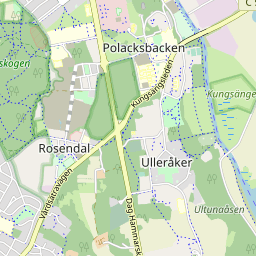 Polacksbacken
skogen
Kungsängsleden
Kungsänge
Rosendal
Ulleråker
Vårdsätravägen
Ultunaåsen
Dag Hammarsk